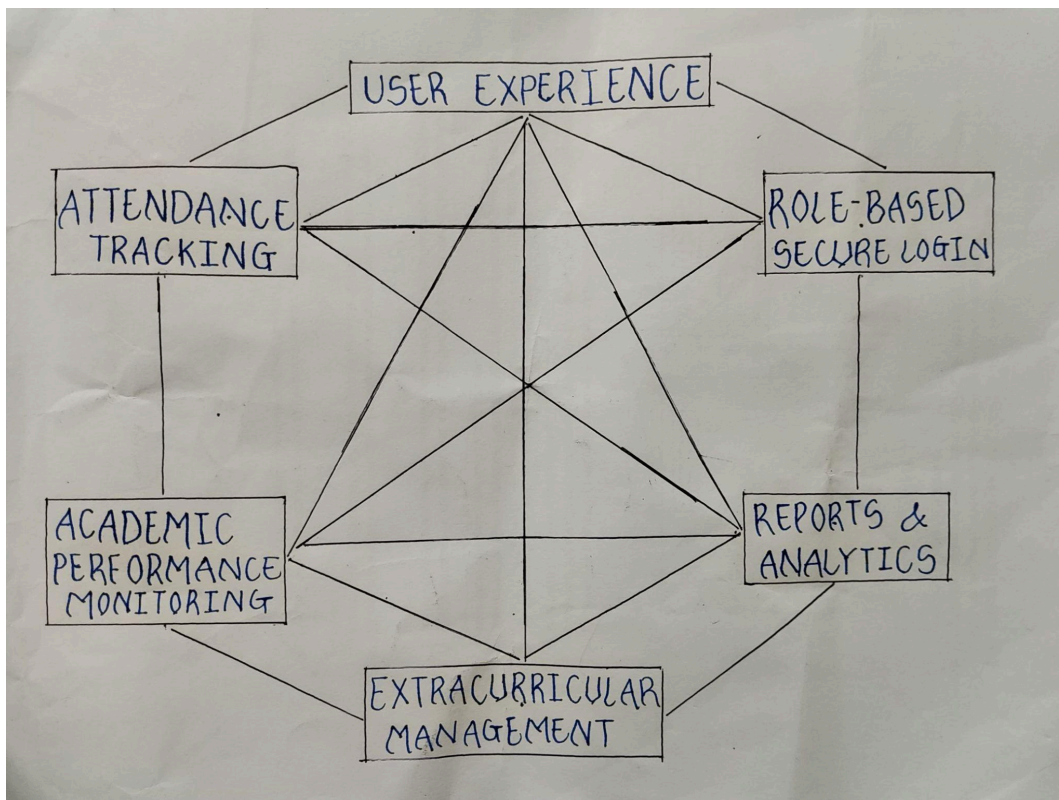 USER EXPERIENCE
ATTENDANCE
TRACKING
ROLE-BASED
SECURE LOGIN
ACADEMIC
PERFORMANCE
MONITORING
REPORTS &
ANALYTICS
EXTRACURRICULAR
MANAGEMENT